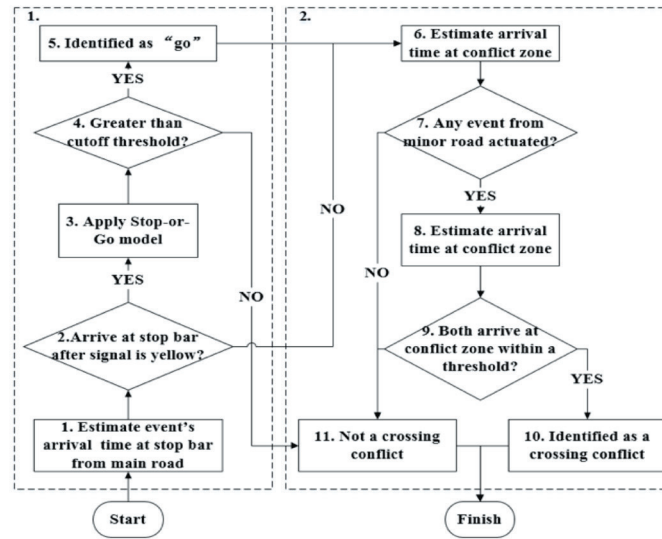 1.
5. Identified as “go”
YES
4. Greater than
cutoff threshold?
3. Apply Stop-or-
Go model
YES
2.Arrive at stop bar
after signal is yellow?
1. Estimate event's
arrival time at stop bar
from main road
Start
NO
NO
2.
6. Estimate arrival
time at conflict zone
7. Any event from
minor road actuated?
YES
8. Estimate arrival
time at conflict zone
NO
9. Both arrive at
conflict zone within a
threshold?
YES
11. Not a crossing
conflict
10. Identified as a
crossing conflict
Finish